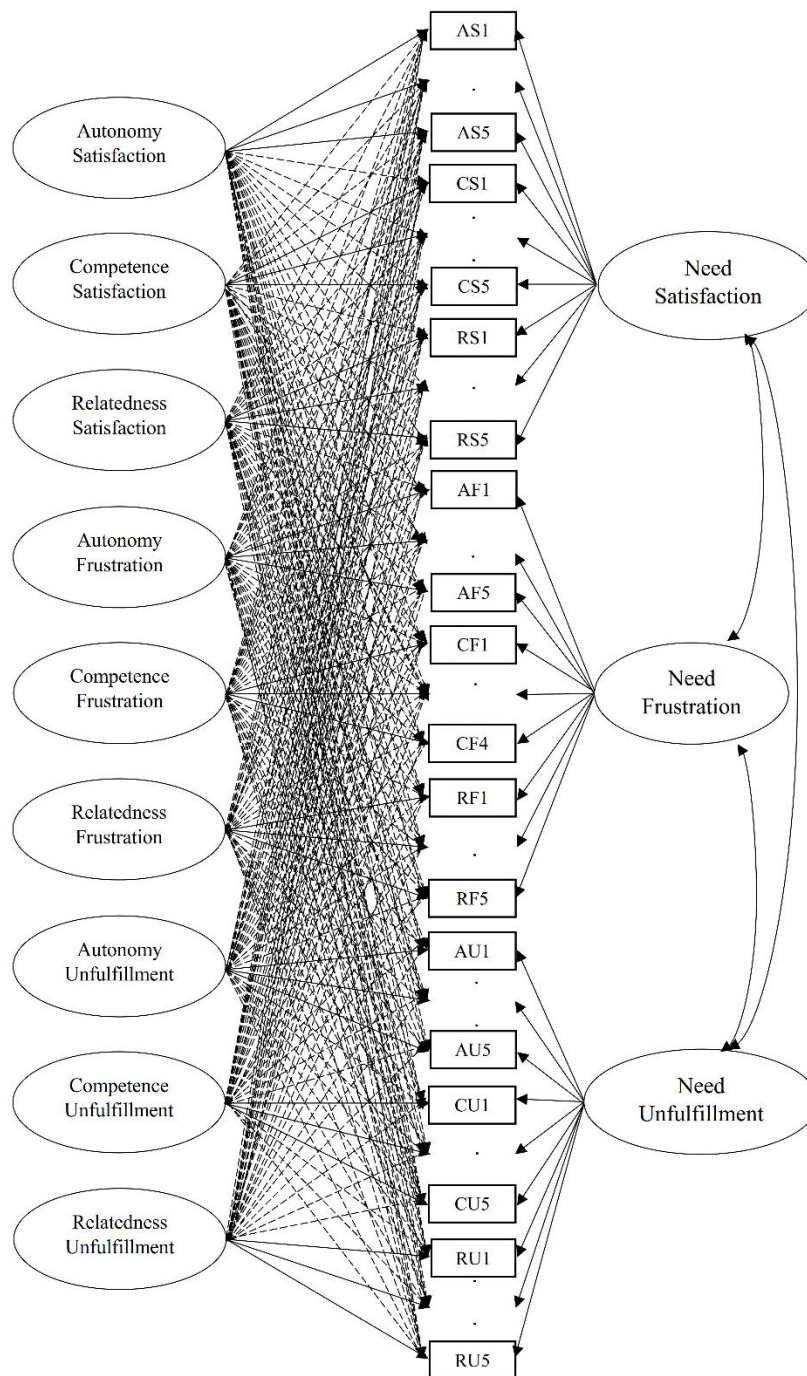 Autonomy
Satisfaction
Competence
Satisfaction
Relatedness
Satisfaction
Autonomy
Frustration
Competence
Frustration
Relatedness
Frustration
Autonomy
Unfulfillment
Competence
Unfulfillment
Relatedness
Unfulfillment
AS1
.
AS5
CS1
.
.
CS5
RS1
.
RS5
AF1
.
AF5
CF1
.
CF4
RF1
.
RF5
AU1
.
.
AU5
CU1
.
CU5
RU1
.
.
RU5
Need
Satisfaction
Need
Frustration
Need
Unfulfillment